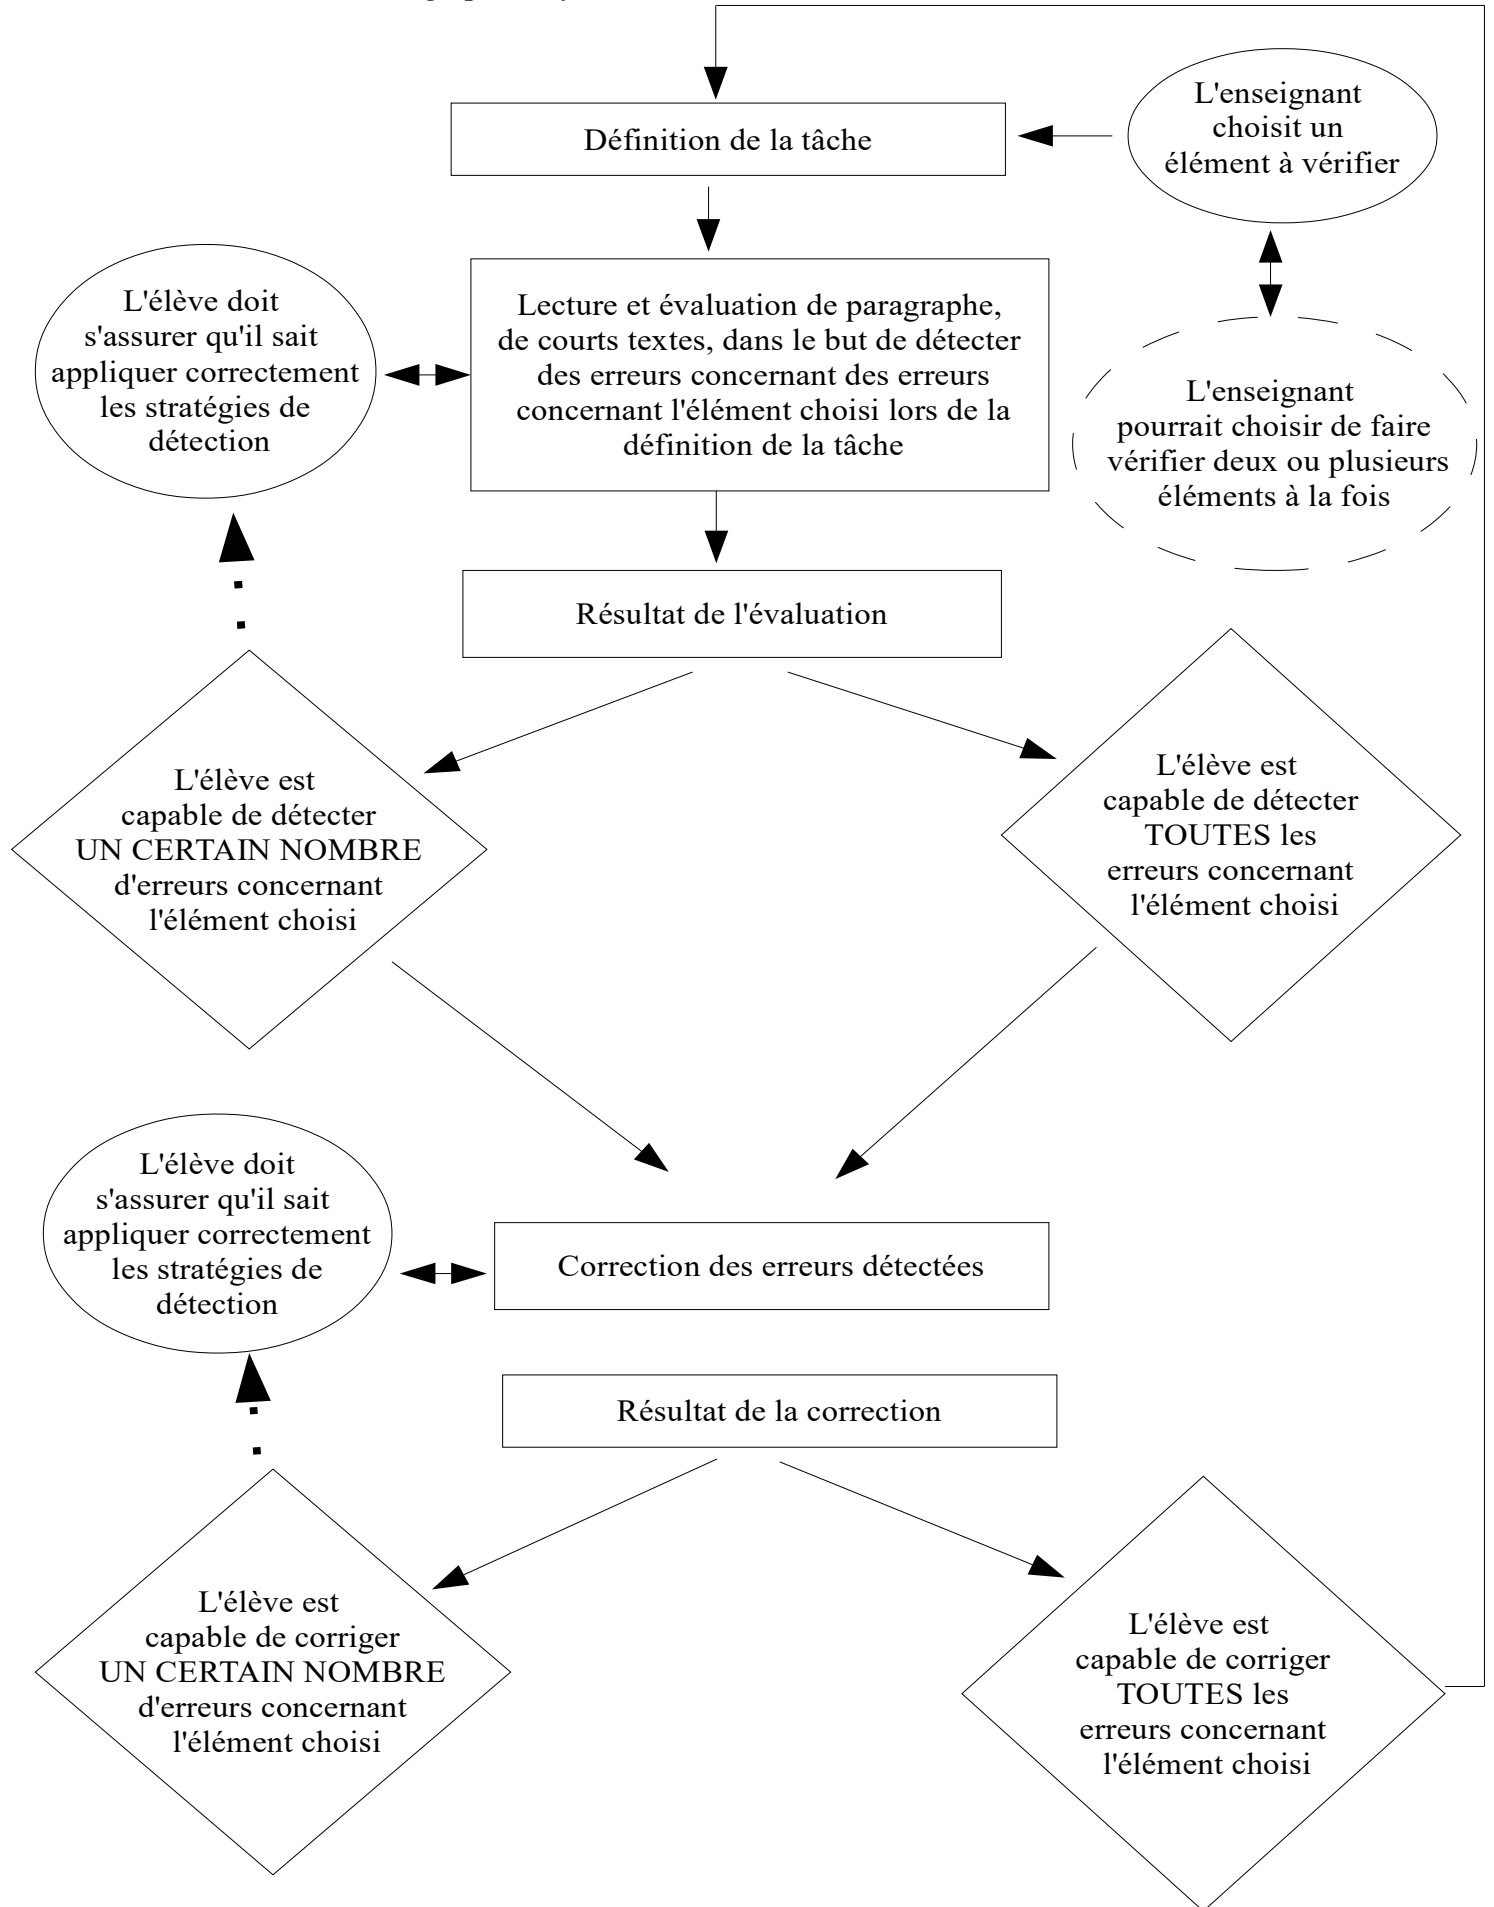 L'enseignant
choisit un
élément à vérifier
Définition de la tâche
L'élève doit
s'assurer qu'il sait
appliquer correctement
les stratégies de
détection
Lecture et évaluation de paragraphe,
de courts textes, dans le but de détecter
des erreurs concernant des erreurs
concernant l'élément choisi lors de la
définition de la tâche
L'enseignant
pourrait choisir de faire
vérifier deux ou plusieurs
éléments à la fois
Résultat de l'évaluation
L'élève est
capable de détecter
UN CERTAIN NOMBRE
d'erreurs concernant
l'élément choisi
L'élève est
capable de détecter
TOUTES les
erreurs concernant
l'élément choisi
L'élève doit
s'assurer qu'il sait
appliquer correctement
les stratégies de
détection
Correction des erreurs détectées
Résultat de la correction
L'élève est
capable de corriger
UN CERTAIN NOMBRE
d'erreurs concernant
l'élément choisi
L'élève est
capable de corriger
TOUTES les
erreurs concernant
l'élément choisi